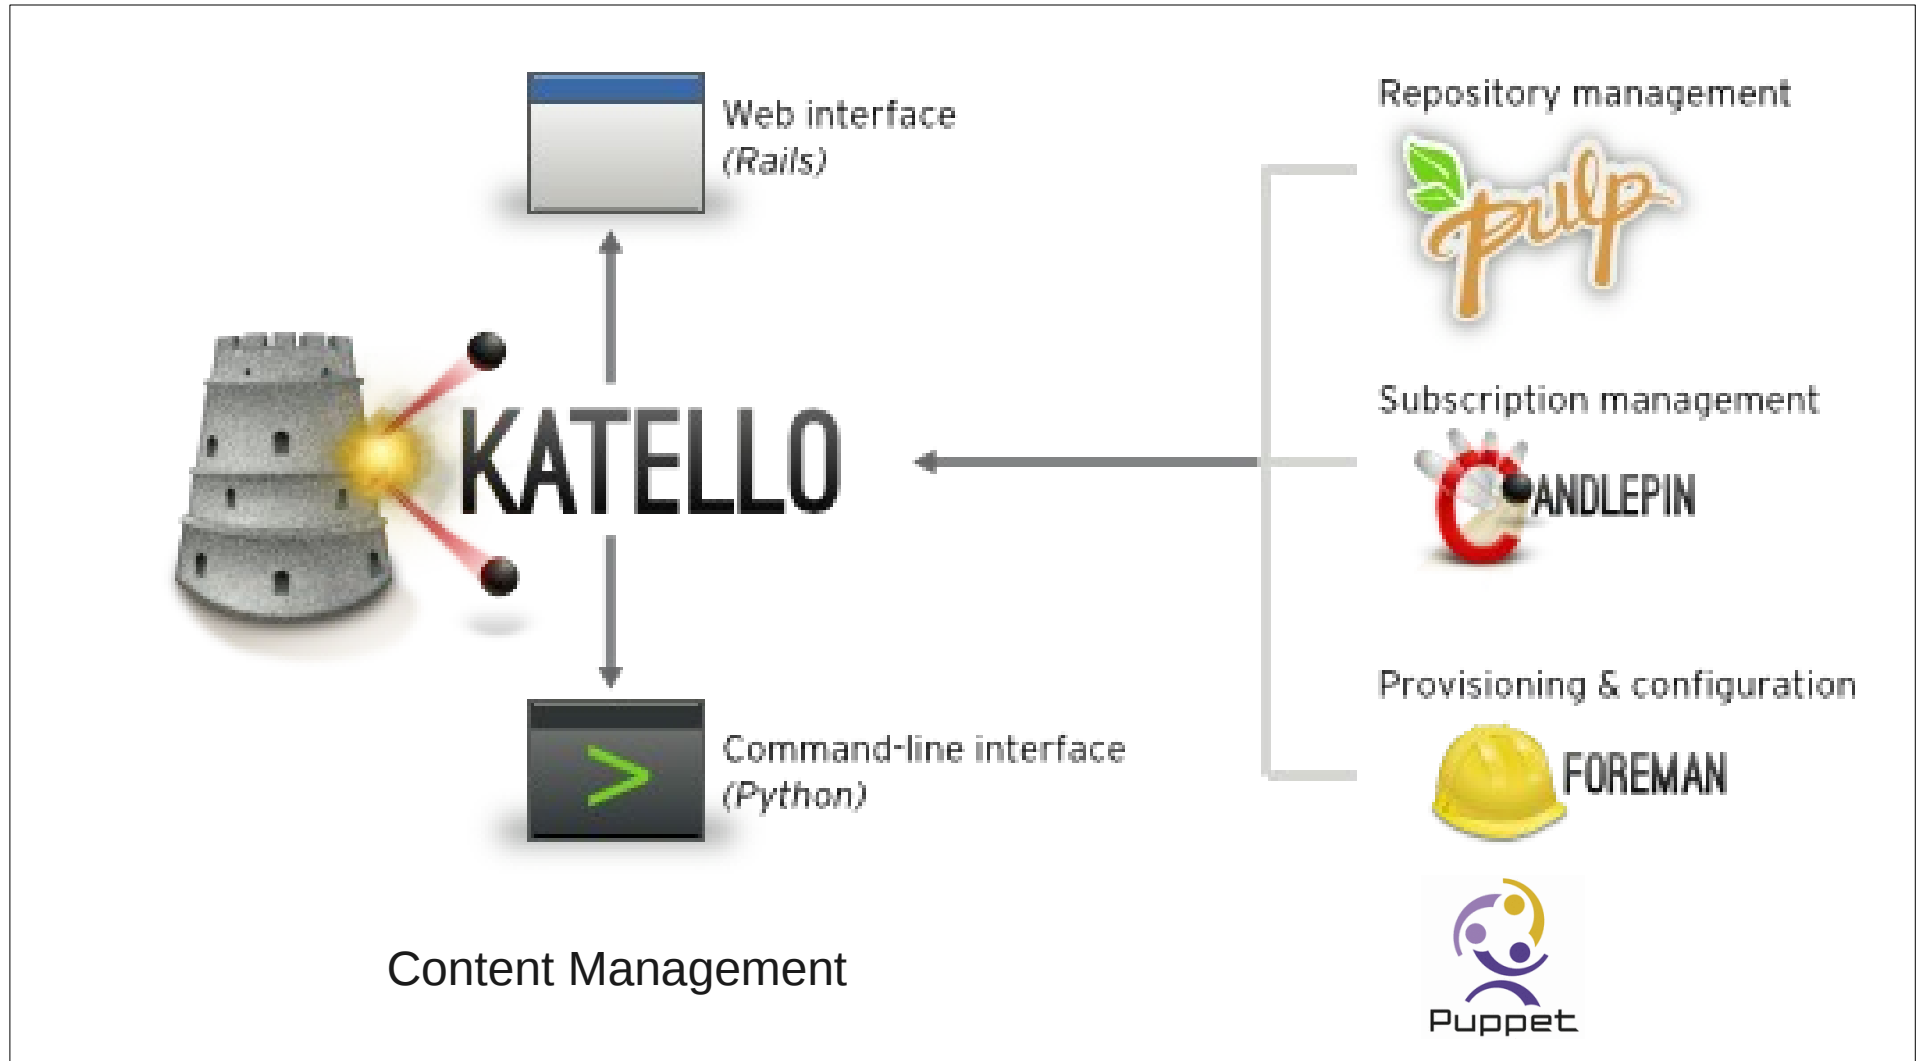 Web interface
(Rails)
KATELLO
>
Command-line interface
(Python)
Content Management
Repository management
pulp
Subscription management
CANDLEPIN
Provisioning & configuration
FOREMAN
Puppet